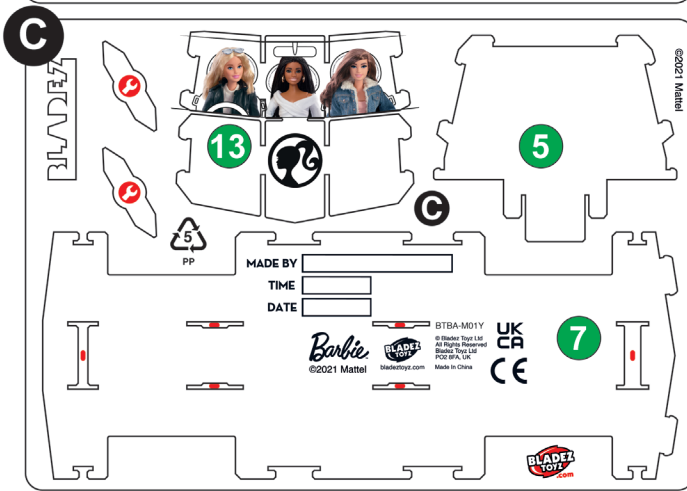 C
BLADEZ
©2021 Mattel
13
5
C
5
PP
MADE BY
TIME
DATE
7
Barbie
©2021 Mattel
BLADEZ
TOYZ
bladeztoyz.com
BTBA-M01Y
© Bladez Toyz Ltd
All Rights Reserved
Bladez Toyz Ltd
PO2 8FA, UK
Made In China
UK
CA
CE
BLADEZ
TOYZ
.com